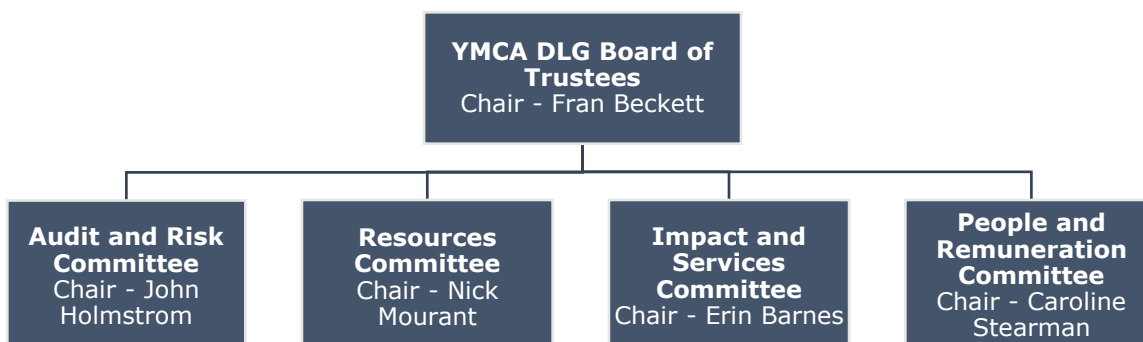 YMCA DLG Board of
Trustees
Chair - Fran Beckett
Audit and Risk
Committee
Chair - John
Holmstrom
Resources
Committee
Chair - Nick
Mourant
Impact and
Services
Committee
Chair - Erin Barnes
People and
Remuneration
Committee
Chair - Caroline
Stearman